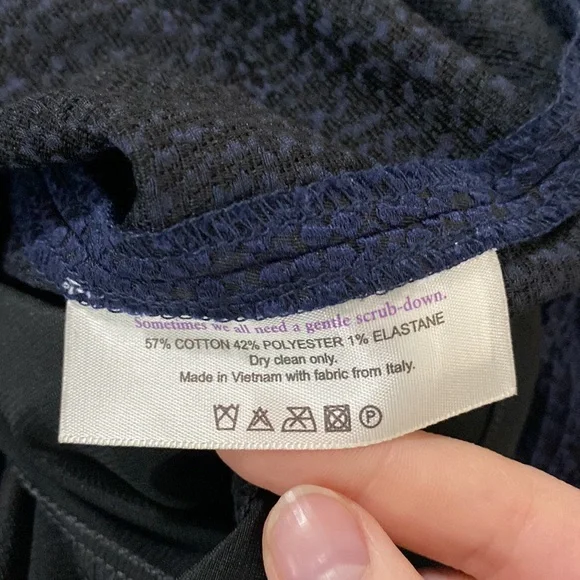 Sometimes we all need a gentle scrub-down.
57% COTTON 42% POLYESTER 1% ELASTANE
Dry clean only.
Made in Vietnam with fabric from Italy.
P